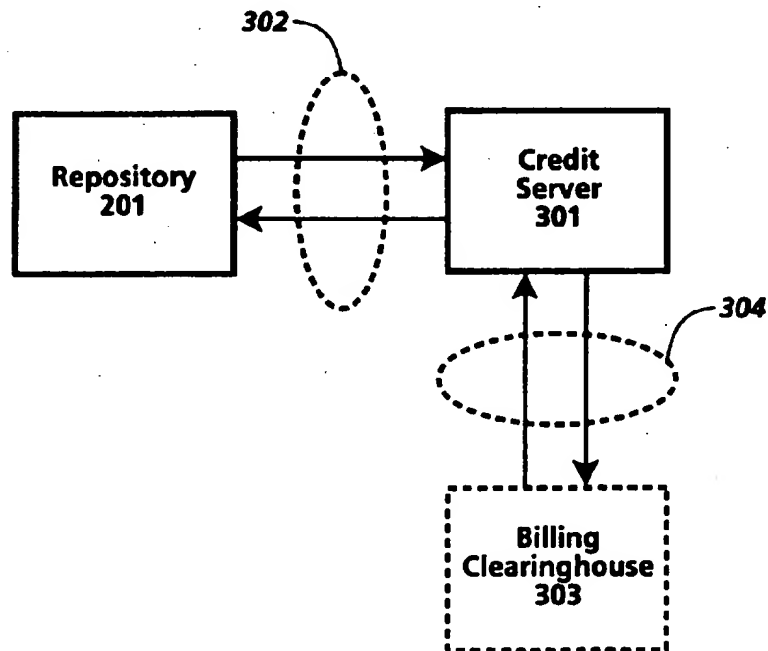 302
Repository
201
Credit
Server
301
304
Billing
Clearinghouse
303